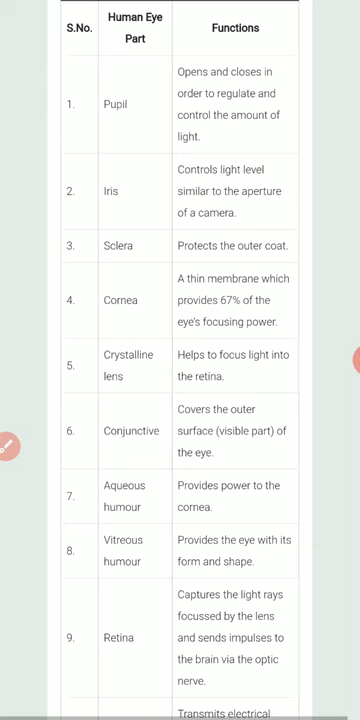 S.No. Human Eye Part Functions
1. Pupil Opens and closes in
order to regulate and
control the amount of
light.
2. Iris Controls light level
similar to the aperture
of a camera.
3. Sclera Protects the outer coat.
4. Cornea A thin membrane which
provides 67% of the
eye's focusing power.
5. Crystalline lens Helps to focus light into
the retina.
6. Conjunctive Covers the outer
surface (visible part) of
the eye.
7. Aqueous humour Provides power to the
cornea.
8. Vitreous humour Provides the eye with its
form and shape.
9. Retina Captures the light rays
focussed by the lens
and sends impulses to
the brain via the optic
nerve.
Transmits electrical